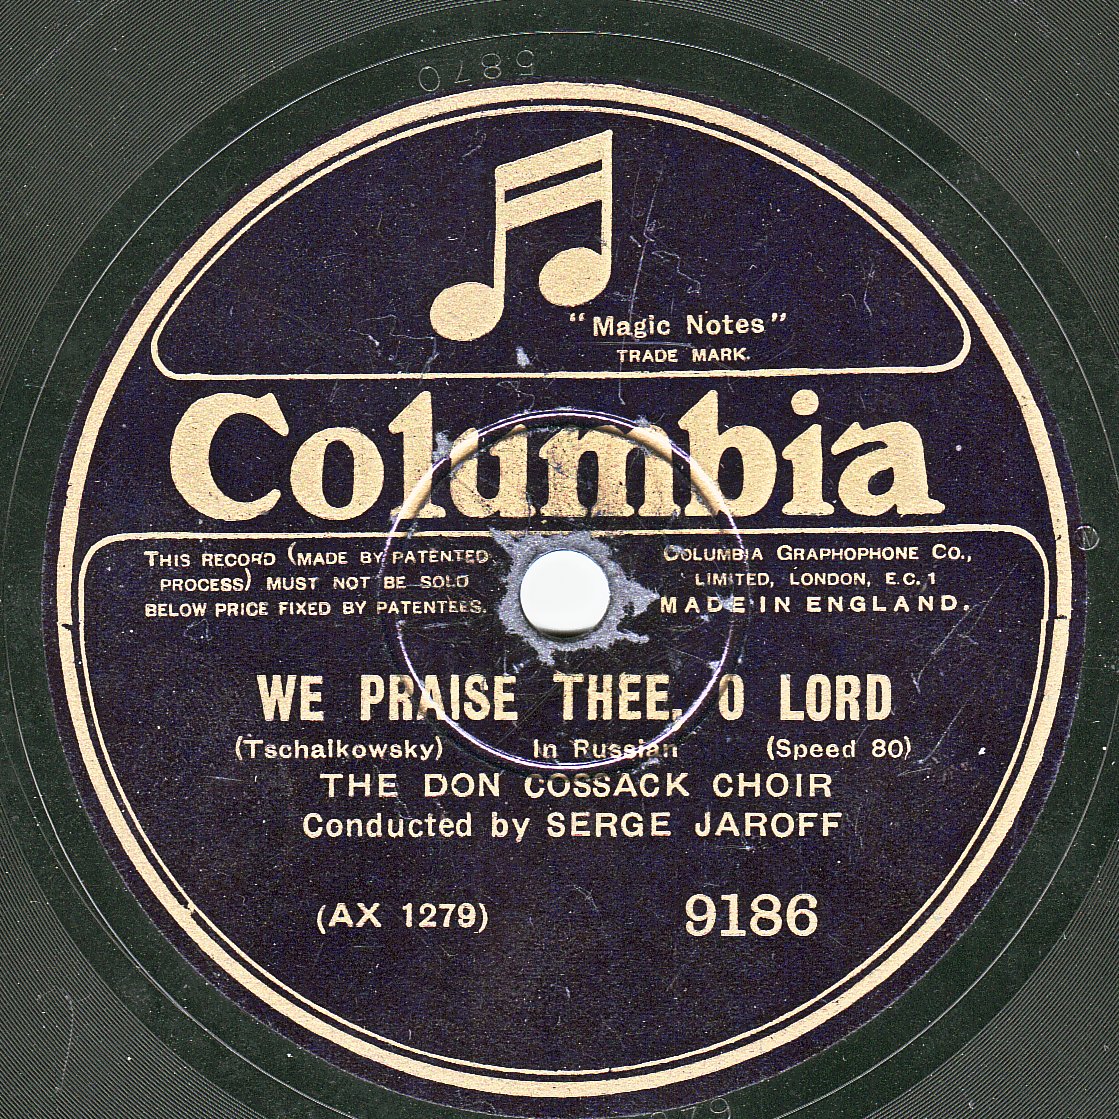 5870
"Magic Notes"
TRADE MARK.
Columbia
THIS RECORD (MADE BY PATENTED
PROCESS) MUST NOT BE SOLD
BELOW PRICE FIXED BY PATENTEES.
COLUMBIA GRAPHOPHONE CO.,
LIMITED, LONDON, E.C.1
MADE IN ENGLAND.
WE PRAISE THEE, O LORD
(Tschaikowsky) In Russian (Speed 80)
THE DON COSSACK CHOIR
Conducted by SERGE JAROFF
(AX 1279) 9186